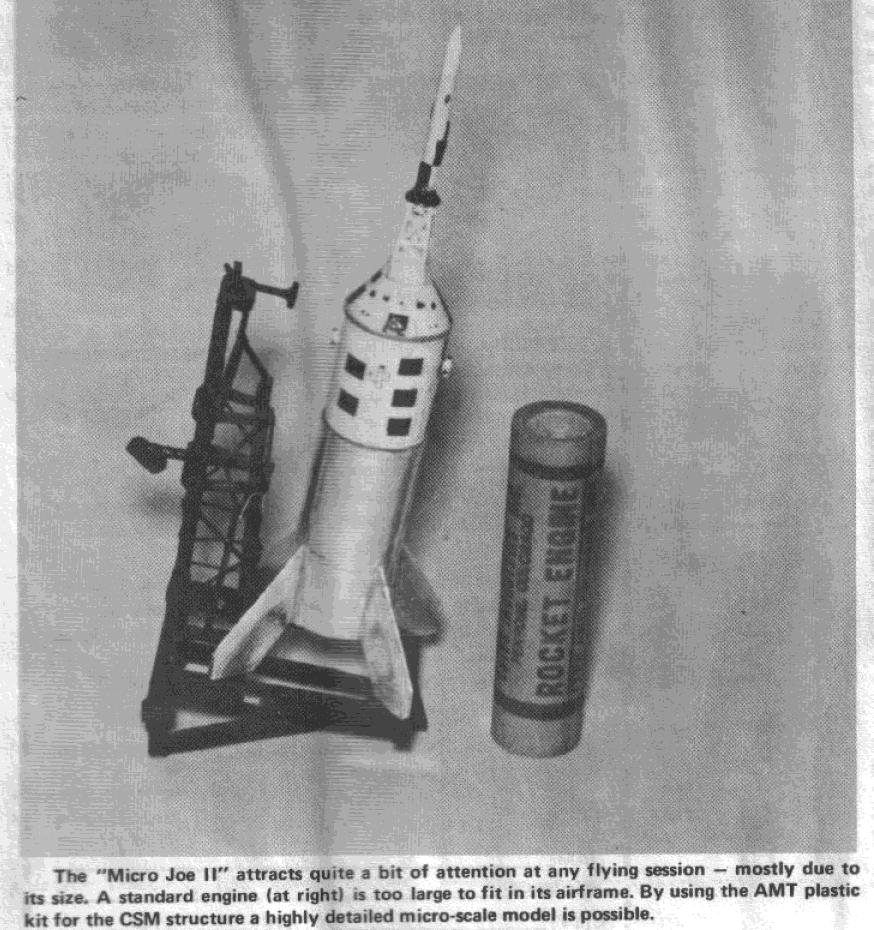 ROCKET ENGINE
The "Micro Joe II" attracts quite a bit of attention at any flying session — mostly due to
its size. A standard engine (at right) is too large to fit in its airframe. By using the AMT plastic
kit for the CSM structure a highly detailed micro-scale model is possible.